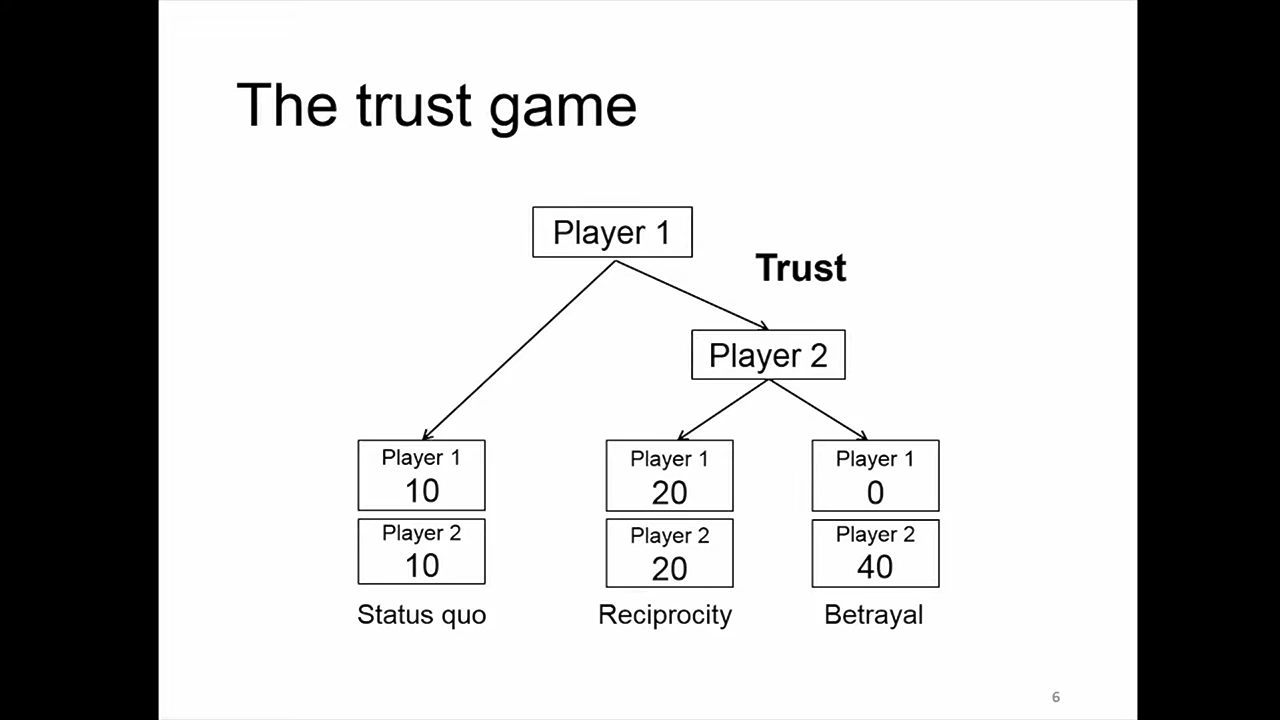 The trust game
Player 1
Trust
Player 2
Player 1
10
Player 2
10
Status quo
Player 1
20
Player 2
20
Reciprocity
Player 1
0
Player 2
40
Betrayal
6